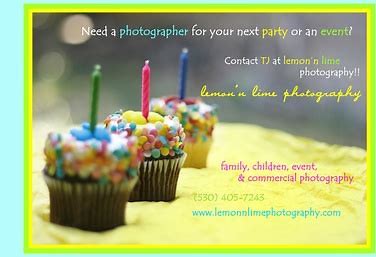 Need a photographer for your next party or an event?
Contact TJ at lemon'n lime
photography!!
lemon'n lime photography
family, children, event,
& commercial photography
(530) 405-7243
www.lemonnlimephotography.com